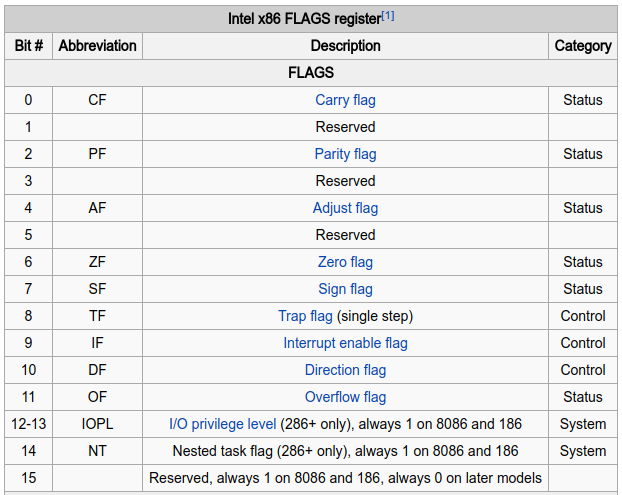 Intel x86 FLAGS register[1]
Bit # Abbreviation Description Category
FLAGS
0 CF Carry flag Status
1 Reserved
2 PF Parity flag Status
3 Reserved
4 AF Adjust flag Status
5 Reserved
6 ZF Zero flag Status
7 SF Sign flag Status
8 TF Trap flag (single step) Control
9 IF Interrupt enable flag Control
10 DF Direction flag Control
11 OF Overflow flag Status
12-13 IOPL I/O privilege level (286+ only), always 1 on 8086 and 186 System
14 NT Nested task flag (286+ only), always 1 on 8086 and 186 System
15 Reserved, always 1 on 8086 and 186, always 0 on later models